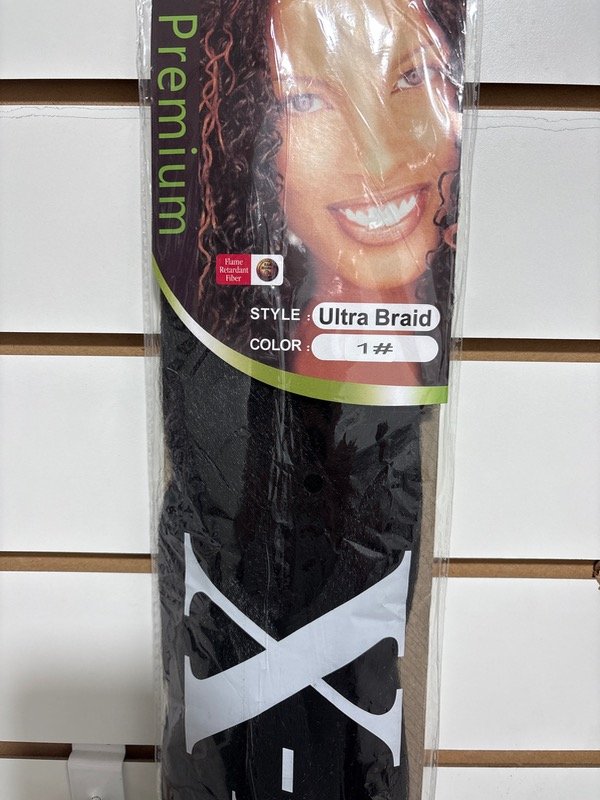 Premium
Flame
Retardant
Fiber
STYLE : Ultra Braid
COLOR : 1#
X-